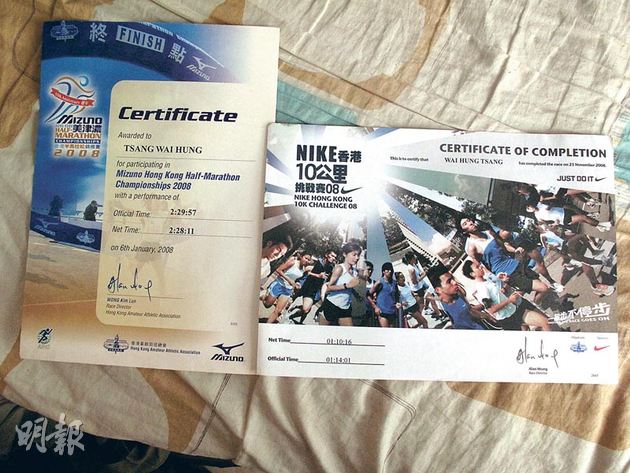 終
FINISH
點
MIZUNO 美津濃
HALF-MARATHON
CHAMPIONSHIPS
2008
Certificate
Awarded to
TSANG WAI HUNG
for participating in
Mizuno Hong Kong Half-Marathon
Championships 2008
with a performance of
Official Time: 2:29:57
Net Time: 2:28:11
on 6th January, 2008
WONG Kim Lun
Race Director
Hong Kong Amateur Athletic Association
香港業餘田徑總會
Hong Kong Amateur Athletic Association
MIZUNO
NIKE香港
10公里
挑戰賽08
NIKE HONG KONG
10K CHALLENGE 08
CERTIFICATE OF COMPLETION
This is to certify that WAI HUNG TSANG has completed the race on 23 November 2008
JUST DO IT.
Net Time 01:10:16
Official Time 01:14:01
Alan Wong
Race Director
明報